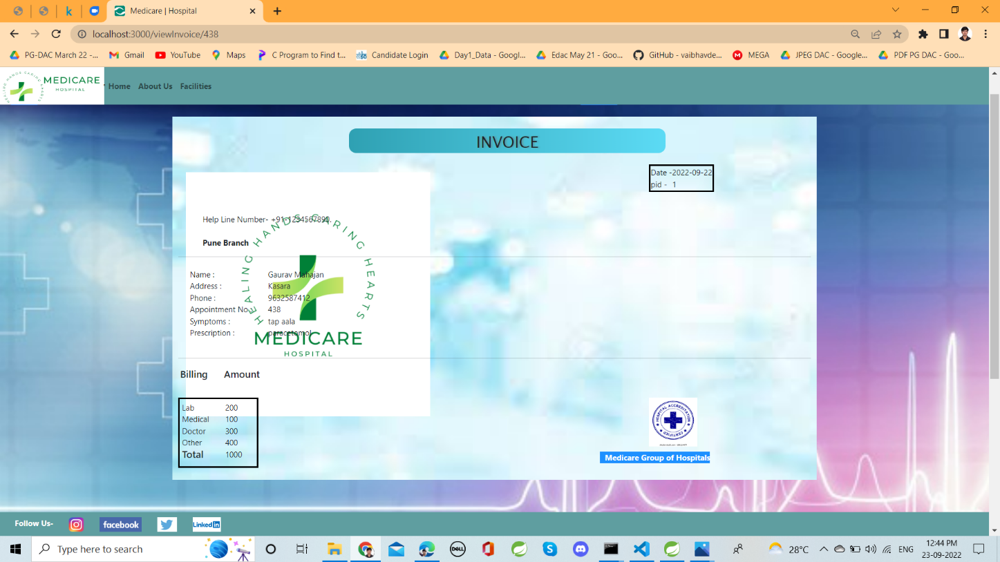 Medicare | Hospital
localhost:3000/viewInvoice/438
PG-DAC March 22 -... Gmail YouTube Maps C Program to Find t... Candidate Login Day1_Data - Googl... Edac May 21 - Goo... GitHub - vaibhavde... MEGA JPEG DAC - Google... PDF PG DAC - Goo...
HEALING HANDS CARING HEARTS
MEDICARE
HOSPITAL
Home About Us Facilities
INVOICE
Date -2022-09-22
pid - 1
Help Line Number- +91-1234567890.
Pune Branch
HEALING HANDS CARING HEARTS
Name : Gaurav Mahajan
Address : Kasara
Phone : 9632587412
Appointment No 438
Symptoms : tap aala
Prescription : paracetomol
MEDICARE
HOSPITAL
Billing Amount
Lab 200
Medical 100
Doctor 300
Other 400
Total 1000
HOSPITAL ACCREDITATION
CERTIFIED
Medicare Group of Hospitals
Follow Us- facebook LinkedIn
Type here to search
DELL
28°C ENG 12:44 PM
23-09-2022